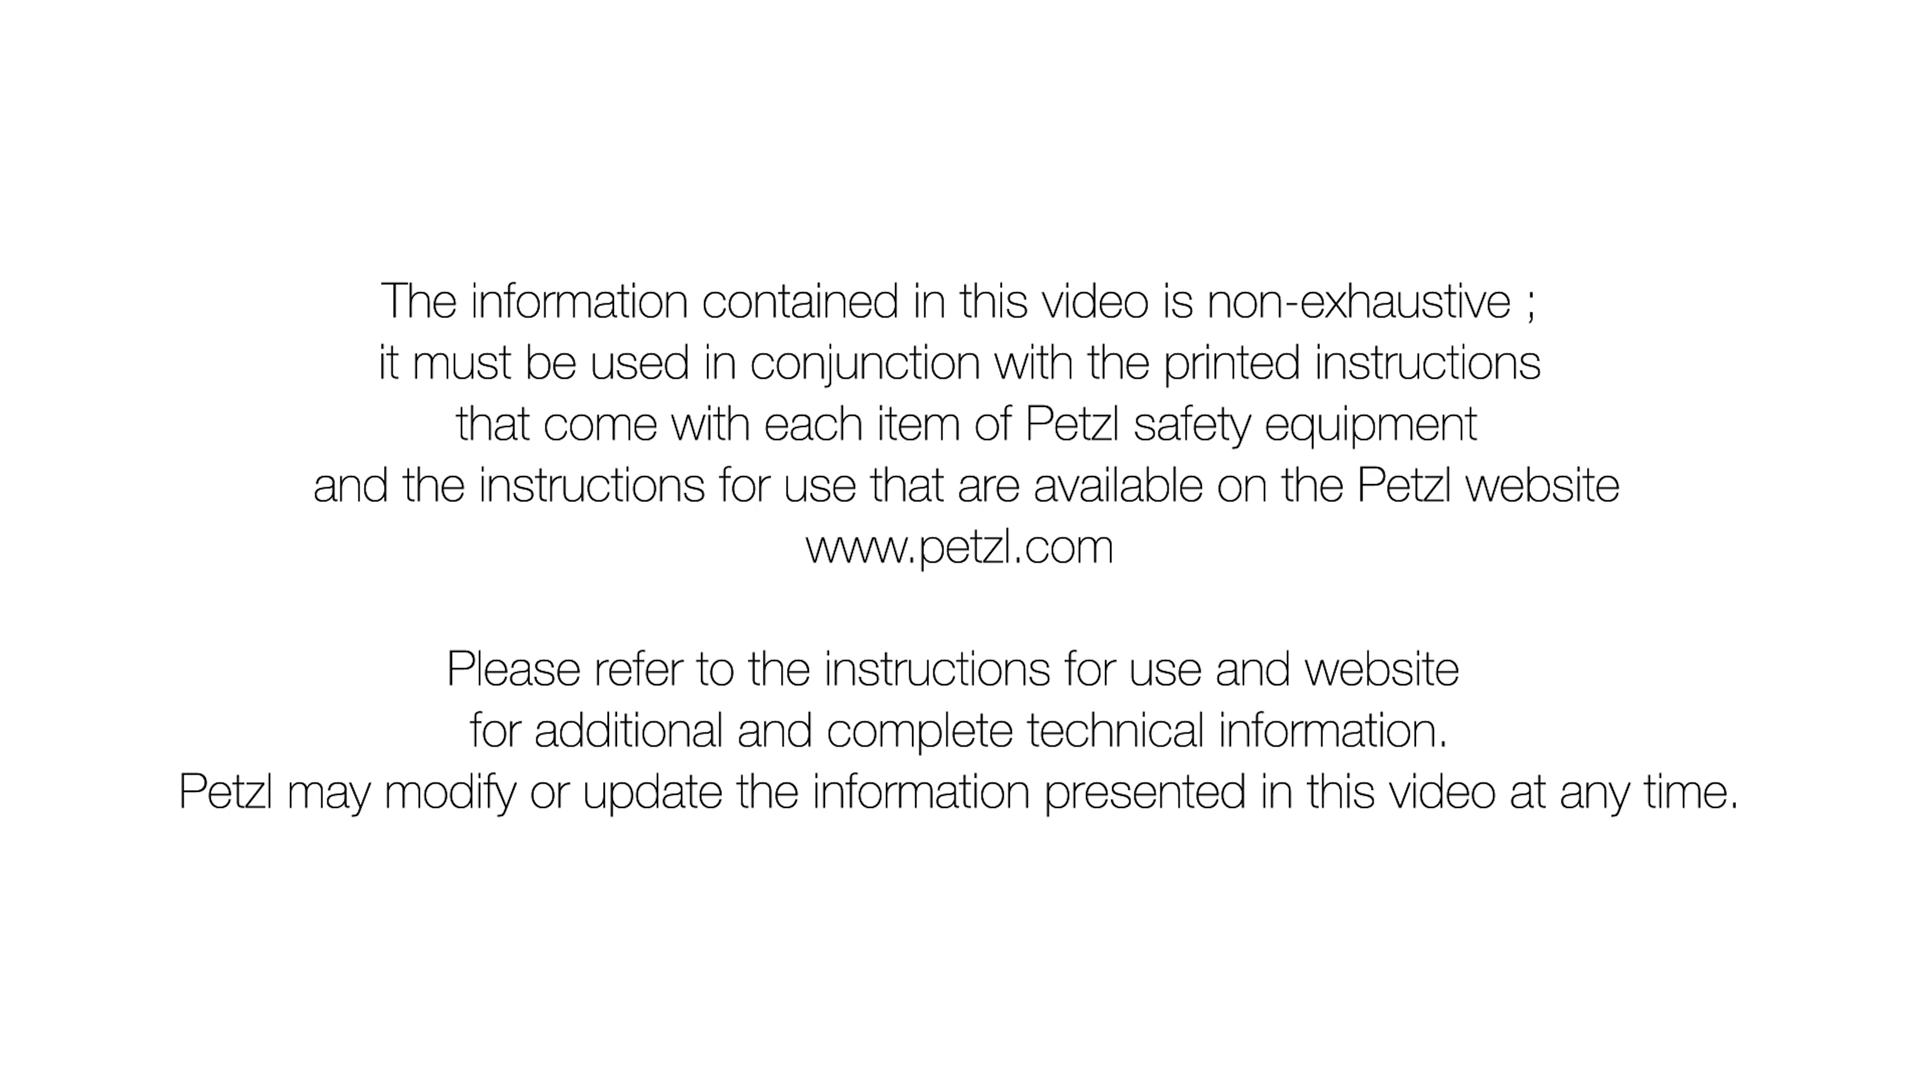 The information contained in this video is non-exhaustive ;
it must be used in conjunction with the printed instructions
that come with each item of Petzl safety equipment
and the instructions for use that are available on the Petzl website
www.petzl.com
Please refer to the instructions for use and website
for additional and complete technical information.
Petzl may modify or update the information presented in this video at any time.